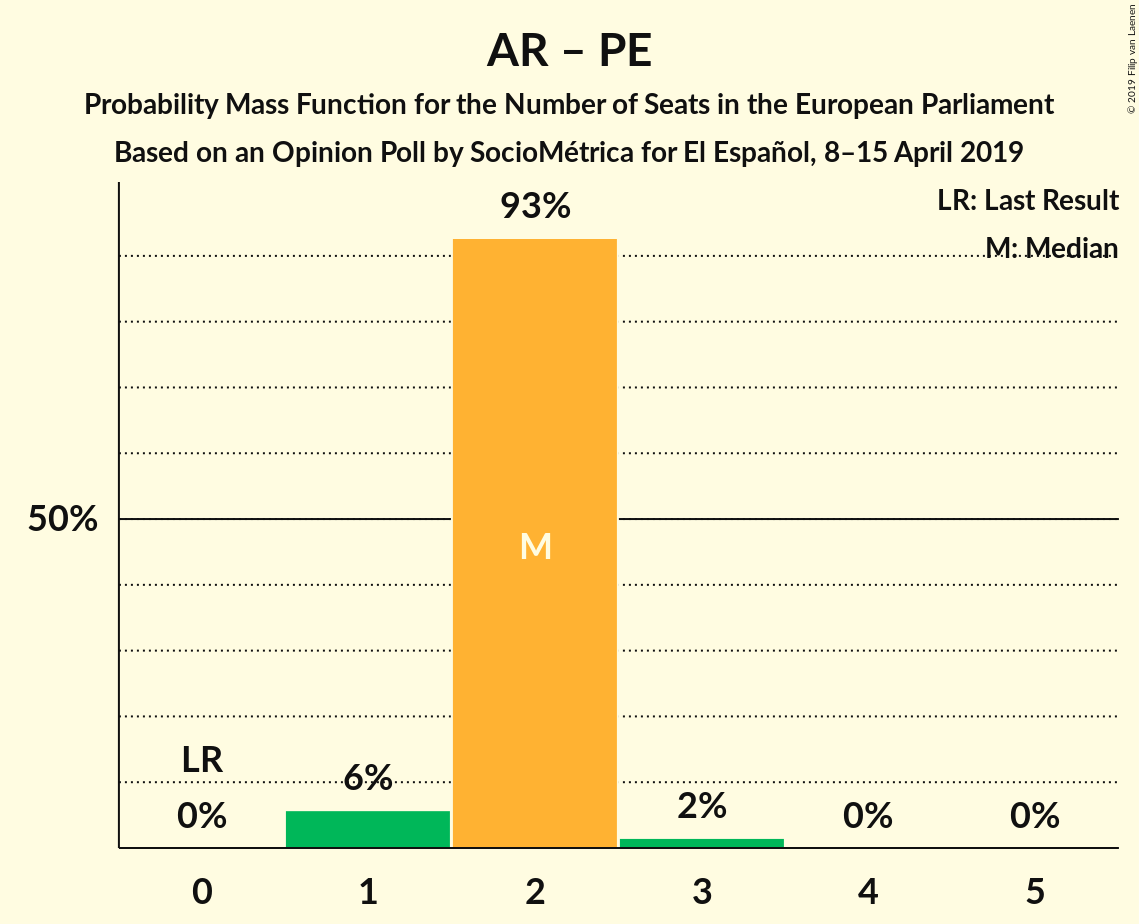 AR – PE
Probability Mass Function for the Number of Seats in the European Parliament
Based on an Opinion Poll by SocioMétrica for El Español, 8–15 April 2019
© 2019 Filip van Laenen
LR: Last Result
M: Median
93%
50%
M
LR
0%
6%
2%
0%
0%
0
1
2
3
4
5